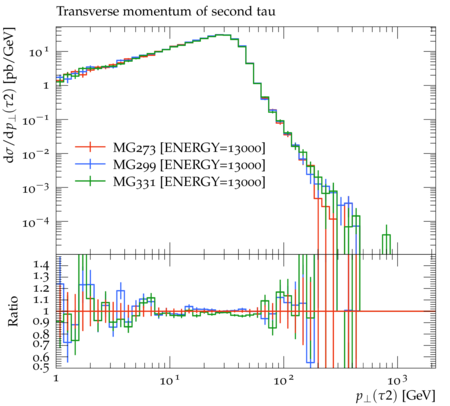 Transverse momentum of second tau
dσ/dp⊥(τ2) [pb/GeV]
10¹
1
10⁻¹
10⁻²
10⁻³
10⁻⁴
MG273 [ENERGY=13000]
MG299 [ENERGY=13000]
MG331 [ENERGY=13000]
Ratio
1.4
1.3
1.2
1.1
1
0.9
0.8
0.7
0.6
0.5
1 10¹ 10² 10³
p⊥(τ2) [GeV]